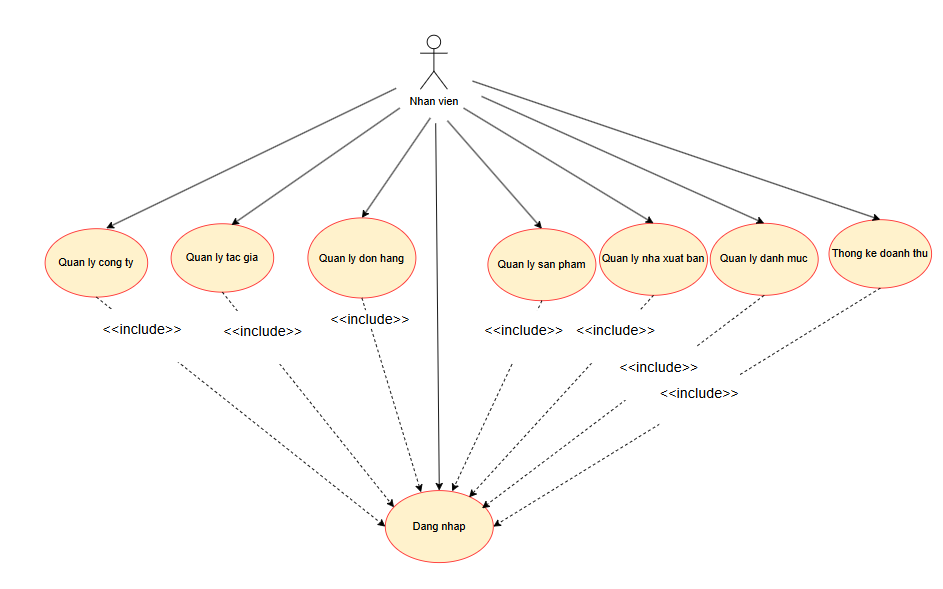 Nhan vien
Quan ly cong ty
Quan ly tac gia
Quan ly don hang
Quan ly san pham
Quan ly nha xuat ban
Quan ly danh muc
Thong ke doanh thu
<<include>>
<<include>>
<<include>>
<<include>>
<<include>>
<<include>>
<<include>>
Dang nhap